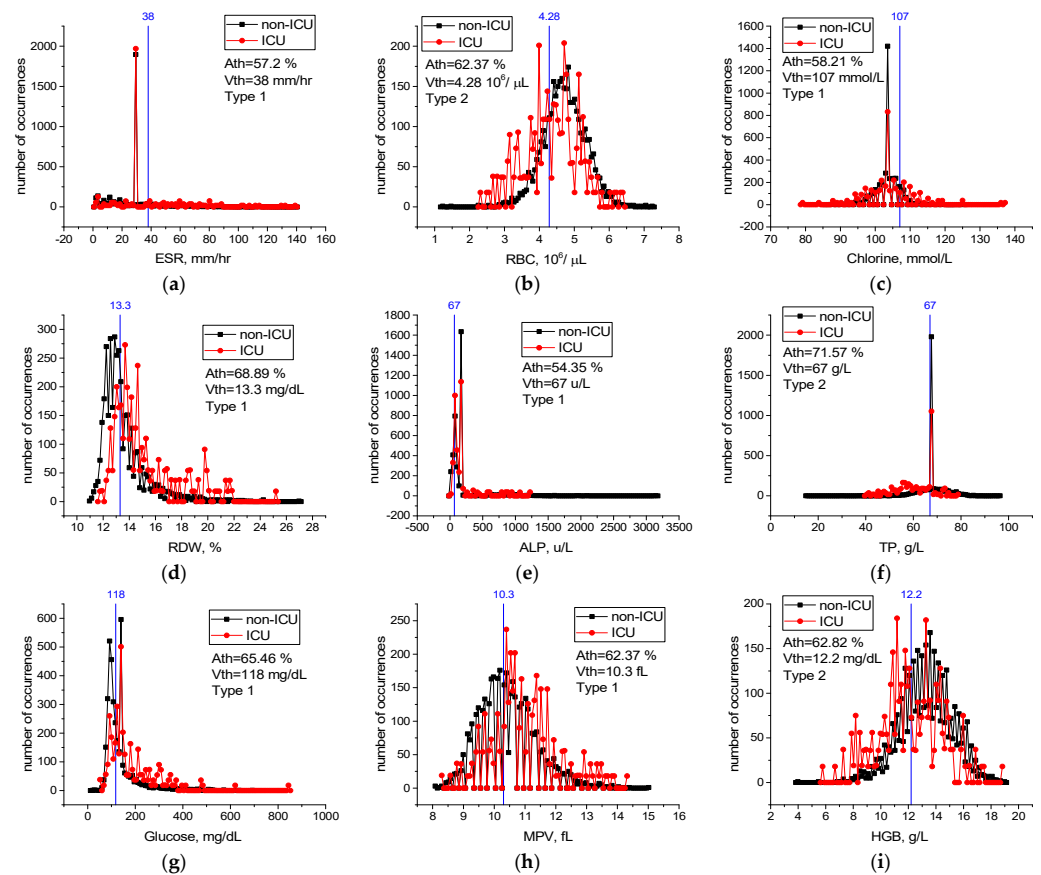 38
non-ICU
ICU
Ath=57.2 %
Vth=38 mm/hr
Type 1
number of occurrences
2000
1500
1000
500
0
-20 0 20 40 60 80 100 120 140
ESR, mm/hr
(a)
4.28
non-ICU
ICU
Ath=62.37 %
Vth=4.28 10⁶/ μL
Type 2
number of occurrences
250
200
150
100
50
0
1 2 3 4 5 6 7 8
RBC, 10⁶/ μL
(b)
107
non-ICU
ICU
Ath=58.21 %
Vth=107 mmol/L
Type 1
number of occurrences
1600
1400
1200
1000
800
600
400
200
0
-200
70 80 90 100 110 120 130 140
Chlorine, mmol/L
(c)
13.3
non-ICU
ICU
Ath=68.89 %
Vth=13.3 mg/dL
Type 1
number of occurrences
300
250
200
150
100
50
0
10 12 14 16 18 20 22 24 26 28
RDW, %
(d)
67
non-ICU
ICU
Ath=54.35 %
Vth=67 u/L
Type 1
number of occurrences
1800
1600
1400
1200
1000
800
600
400
200
0
-200
-500 0 500 1000 1500 2000 2500 3000 3500
ALP, u/L
(e)
67
non-ICU
ICU
Ath=71.57 %
Vth=67 g/L
Type 2
number of occurrences
2000
1500
1000
500
0
0 20 40 60 80 100
TP, g/L
(f)
118
non-ICU
ICU
Ath=65.46 %
Vth=118 mg/dL
Type 1
number of occurrences
600
500
400
300
200
100
0
0 200 400 600 800 1000
Glucose, mg/dL
(g)
10.3
non-ICU
ICU
Ath=62.37 %
Vth=10.3 fL
Type 1
number of occurrences
250
200
150
100
50
0
8 9 10 11 12 13 14 15 16
MPV, fL
(h)
12.2
non-ICU
ICU
Ath=62.82 %
Vth=12.2 mg/dL
Type 2
number of occurrences
200
150
100
50
0
2 4 6 8 10 12 14 16 18 20
HGB, g/L
(i)